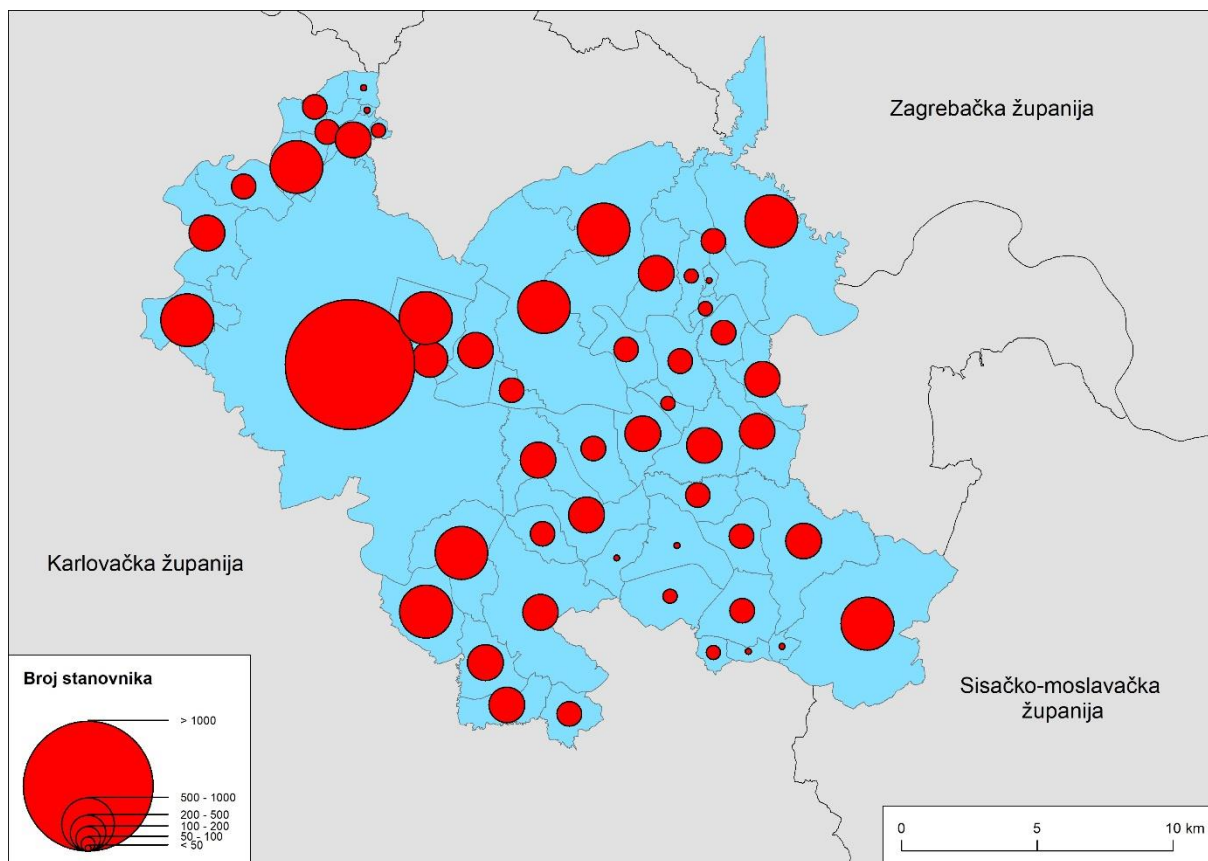 Zagrebačka županija
Karlovačka županija
Sisačko-moslavačka
županija
Broj stanovnika
> 1000
500 - 1000
200 - 500
100 - 200
50 - 100
< 50
0 5 10 km